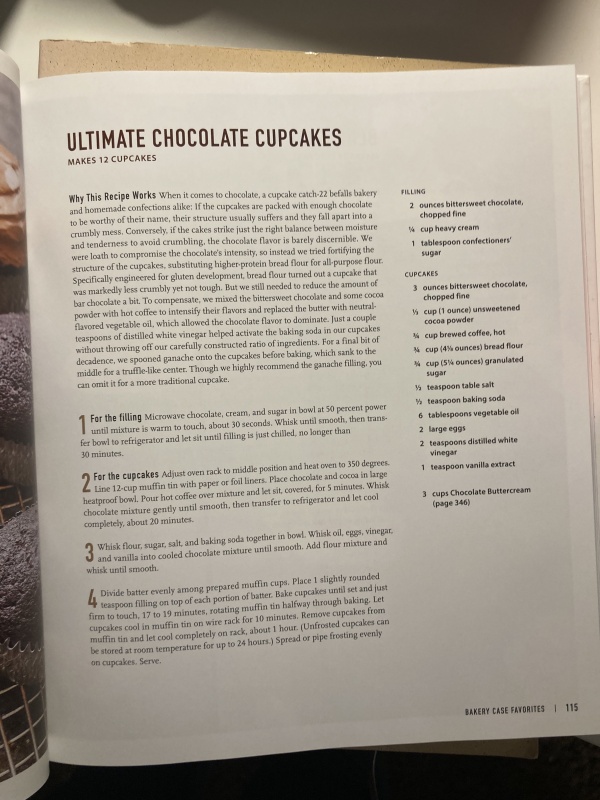 ULTIMATE CHOCOLATE CUPCAKES
MAKES 12 CUPCAKES
Why This Recipe Works When it comes to chocolate, a cupcake catch-22 befalls bakery
and homemade confections alike: If the cupcakes are packed with enough chocolate
to be worthy of their name, their structure usually suffers and they fall apart into a
crumbly mess. Conversely, if the cakes strike just the right balance between moisture
and tenderness to avoid crumbling, the chocolate flavor is barely discernible. We
were loath to compromise the chocolate's intensity, so instead we tried fortifying the
structure of the cupcakes, substituting higher-protein bread flour for all-purpose flour.
Specifically engineered for gluten development, bread flour turned out a cupcake that
was markedly less crumbly yet not tough. But we still needed to reduce the amount of
bar chocolate a bit. To compensate, we mixed the bittersweet chocolate and some cocoa
powder with hot coffee to intensify their flavors and replaced the butter with neutral-
flavored vegetable oil, which allowed the chocolate flavor to dominate. Just a couple
teaspoons of distilled white vinegar helped activate the baking soda in our cupcakes
without throwing off our carefully constructed ratio of ingredients. For a final bit of
decadence, we spooned ganache onto the cupcakes before baking, which sank to the
middle for a truffle-like center. Though we highly recommend the ganache filling, you
can omit it for a more traditional cupcake.
1 For the filling Microwave chocolate, cream, and sugar in bowl at 50 percent power
until mixture is warm to touch, about 30 seconds. Whisk until smooth, then trans-
fer bowl to refrigerator and let sit until filling is just chilled, no longer than
30 minutes.
2 For the cupcakes Adjust oven rack to middle position and heat oven to 350 degrees.
Line 12-cup muffin tin with paper or foil liners. Place chocolate and cocoa in large
heatproof bowl. Pour hot coffee over mixture and let sit, covered, for 5 minutes. Whisk
chocolate mixture gently until smooth, then transfer to refrigerator and let cool
completely, about 20 minutes.
3 Whisk flour, sugar, salt, and baking soda together in bowl. Whisk oil, eggs, vinegar,
and vanilla into cooled chocolate mixture until smooth. Add flour mixture and
whisk until smooth.
4 Divide batter evenly among prepared muffin cups. Place 1 slightly rounded
teaspoon filling on top of each portion of batter. Bake cupcakes until set and just
firm to touch, 17 to 19 minutes, rotating muffin tin halfway through baking. Let
cupcakes cool in muffin tin on wire rack for 10 minutes. Remove cupcakes from
muffin tin and let cool completely on rack, about 1 hour. (Unfrosted cupcakes can
be stored at room temperature for up to 24 hours.) Spread or pipe frosting evenly
on cupcakes. Serve.
FILLING
2 ounces bittersweet chocolate,
chopped fine
¼ cup heavy cream
1 tablespoon confectioners'
sugar
CUPCAKES
3 ounces bittersweet chocolate,
chopped fine
⅓ cup (1 ounce) unsweetened
cocoa powder
¾ cup brewed coffee, hot
¾ cup (4⅛ ounces) bread flour
¾ cup (5¼ ounces) granulated
sugar
½ teaspoon table salt
½ teaspoon baking soda
6 tablespoons vegetable oil
2 large eggs
2 teaspoons distilled white
vinegar
1 teaspoon vanilla extract
3 cups Chocolate Buttercream
(page 346)
BAKERY CASE FAVORITES | 115